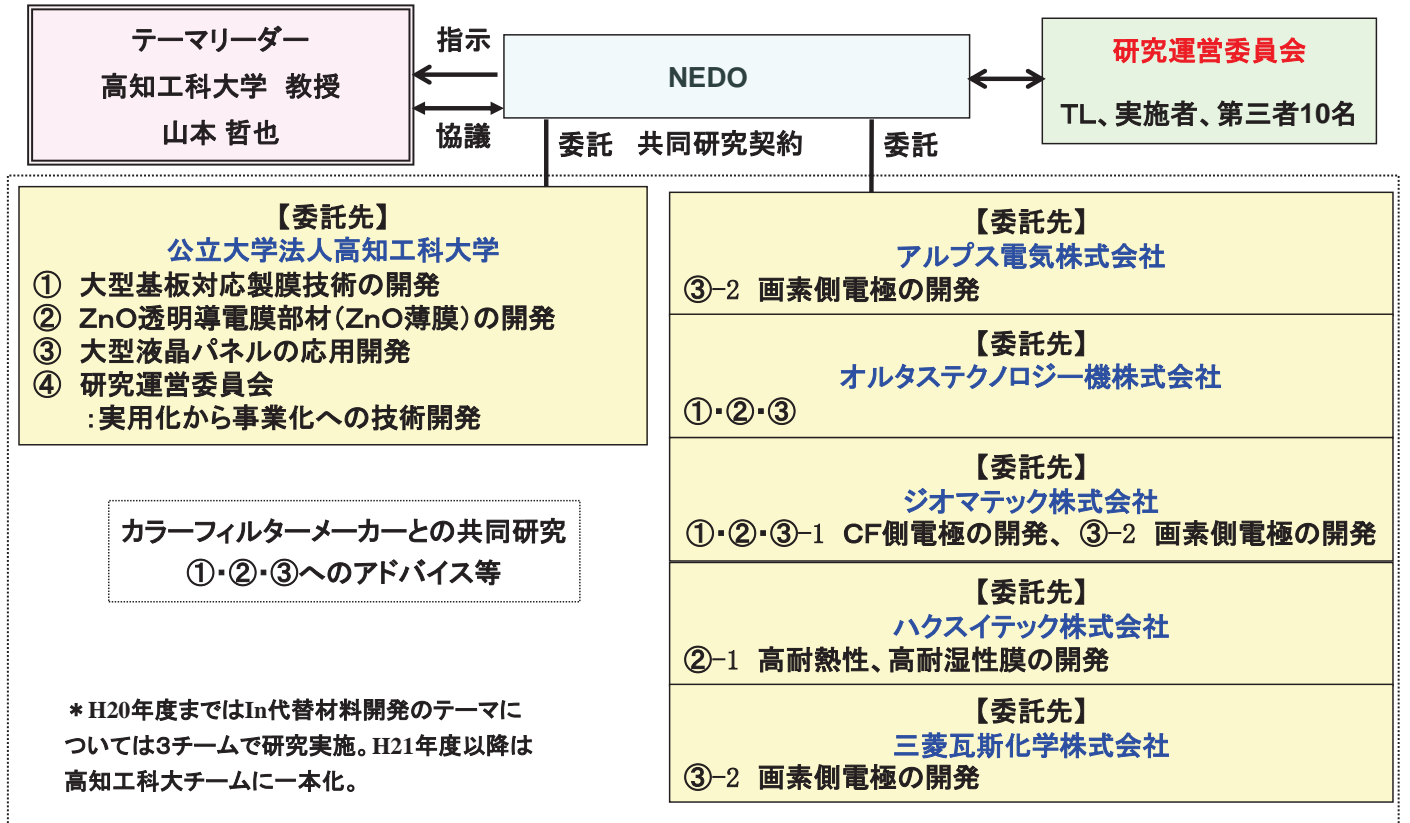 テーマリーダー
高知工科大学 教授
山本 哲也
指示
協議
NEDO
研究運営委員会
TL、実施者、第三者10名
委託 共同研究契約 委託
【委託先】
公立大学法人高知工科大学
① 大型基板対応製膜技術の開発
② ZnO透明導電膜部材(ZnO薄膜)の開発
③ 大型液晶パネルの応用開発
④ 研究運営委員会
:実用化から事業化への技術開発
カラーフィルターメーカーとの共同研究
①・②・③へのアドバイス等
*H20年度まではIn代替材料開発のテーマに
ついては3チームで研究実施。H21年度以降は
高知工科大チームに一本化。
【委託先】
アルプス電気株式会社
③-2 画素側電極の開発
【委託先】
オルタステクノロジー機株式会社
①・②・③
【委託先】
ジオマテック株式会社
①・②・③-1 CF側電極の開発、 ③-2 画素側電極の開発
【委託先】
ハクスイテック株式会社
②-1 高耐熱性、高耐湿性膜の開発
【委託先】
三菱瓦斯化学株式会社
③-2 画素側電極の開発